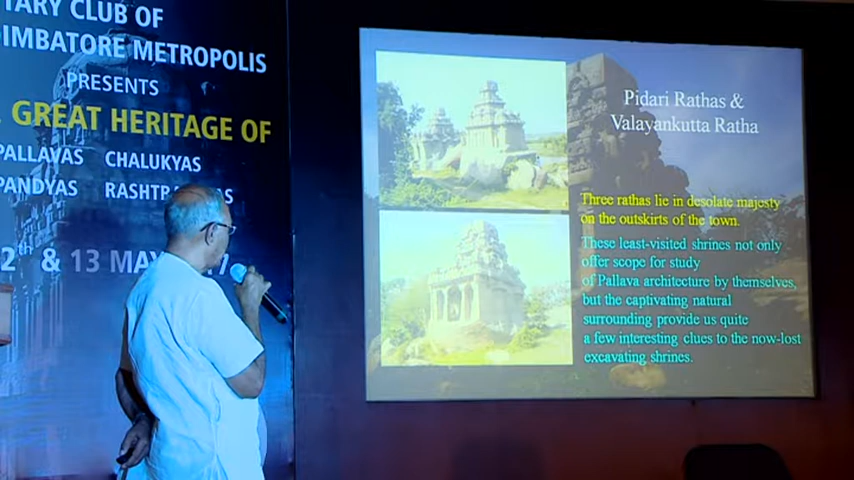 TARY CLUB OF
IMBATORE METROPOLIS
PRESENTS
GREAT HERITAGE OF
PALLAVAS CHALUKYAS
PANDYAS
& 13 MAY
Pidari Rathas &
Valayankutta Ratha
Three rathas lie in desolate majesty
on the outskirts of the town.
These least-visited shrines not only
offer scope for study
of Pallava architecture by themselves,
but the captivating natural
surrounding provide us quite
a few interesting clues to the now-lost
excavating shrines.